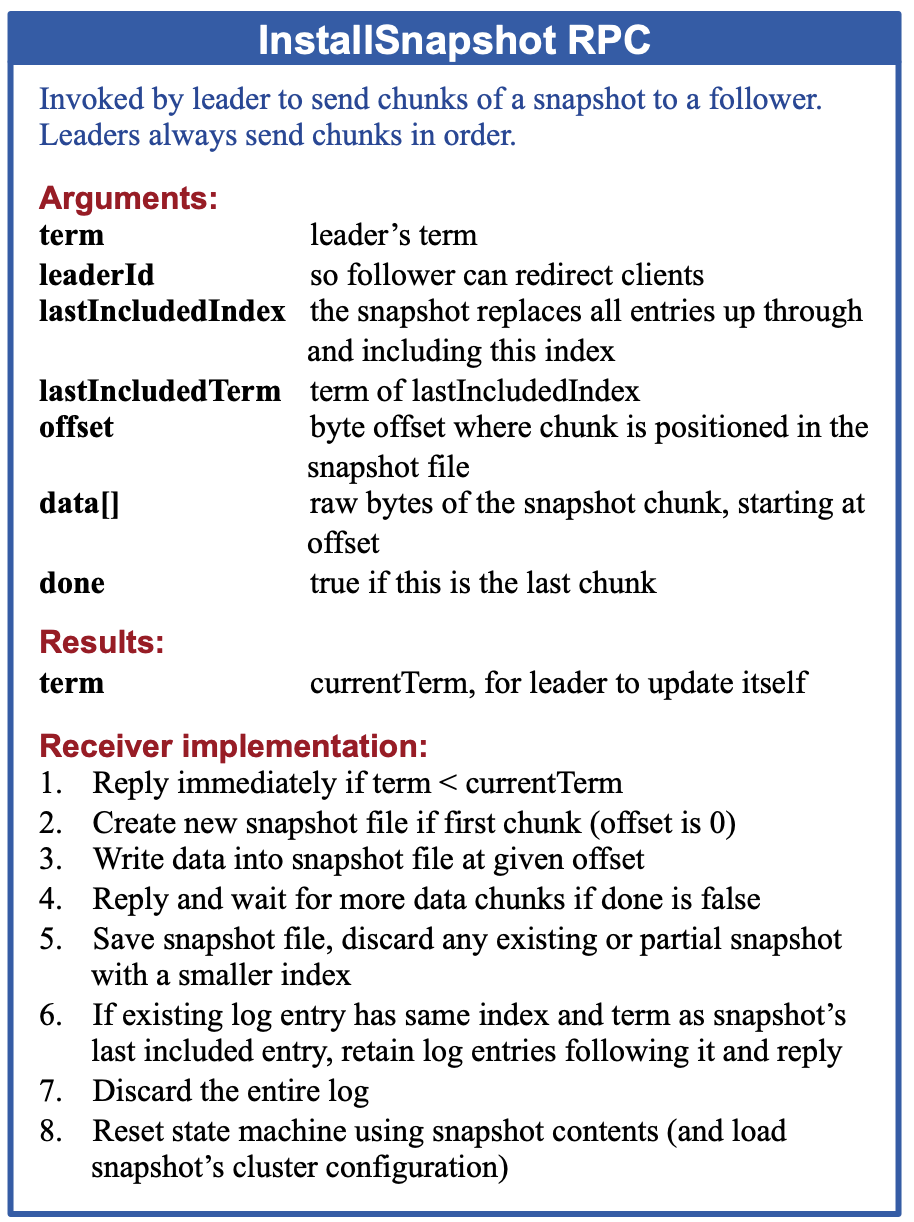 InstallSnapshot RPC
Invoked by leader to send chunks of a snapshot to a follower.
Leaders always send chunks in order.
Arguments:
term leader’s term
leaderId so follower can redirect clients
lastIncludedIndex the snapshot replaces all entries up through
and including this index
lastIncludedTerm term of lastIncludedIndex
offset byte offset where chunk is positioned in the
snapshot file
data[] raw bytes of the snapshot chunk, starting at
offset
done true if this is the last chunk
Results:
term currentTerm, for leader to update itself
Receiver implementation:
1. Reply immediately if term < currentTerm
2. Create new snapshot file if first chunk (offset is 0)
3. Write data into snapshot file at given offset
4. Reply and wait for more data chunks if done is false
5. Save snapshot file, discard any existing or partial snapshot
with a smaller index
6. If existing log entry has same index and term as snapshot’s
last included entry, retain log entries following it and reply
7. Discard the entire log
8. Reset state machine using snapshot contents (and load
snapshot’s cluster configuration)